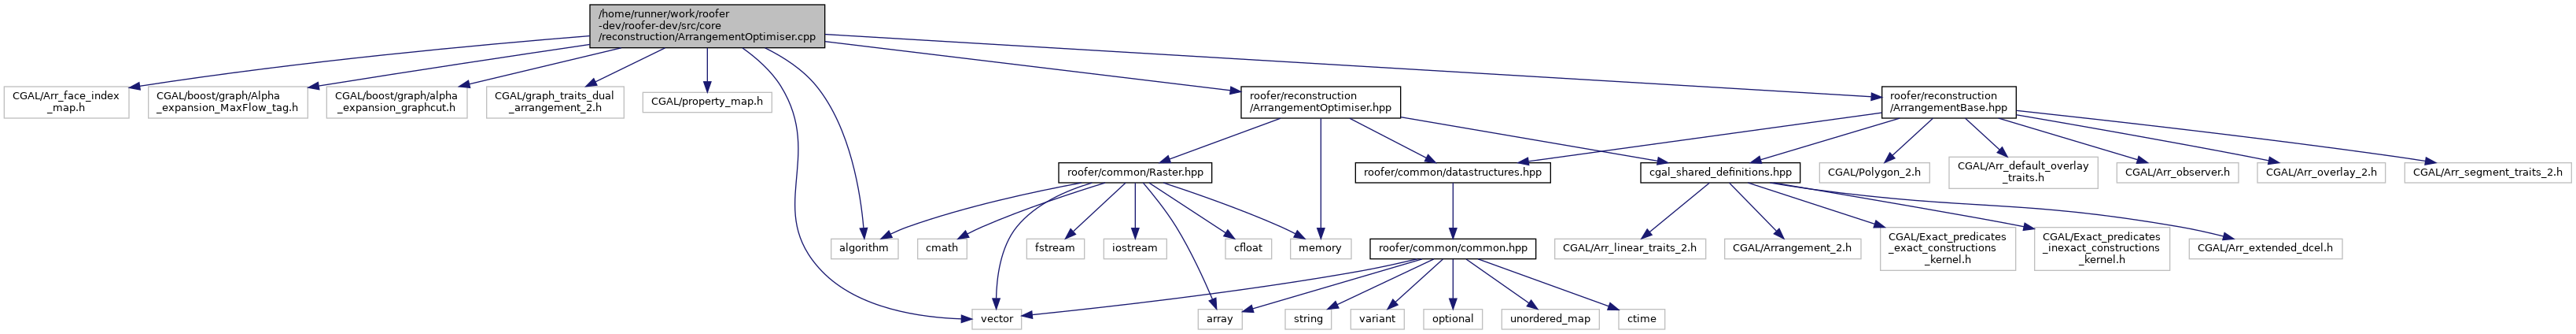 /home/runner/work/roofer
-dev/roofer-dev/src/core
/reconstruction/ArrangementOptimiser.cpp
CGAL/Arr_face_index
_map.h
CGAL/boost/graph/Alpha
_expansion_MaxFlow_tag.h
CGAL/boost/graph/alpha
_expansion_graphcut.h
CGAL/graph_traits_dual
_arrangement_2.h
CGAL/property_map.h
roofer/reconstruction
/ArrangementOptimiser.hpp
roofer/reconstruction
/ArrangementBase.hpp
roofer/common/Raster.hpp
roofer/common/datastructures.hpp
cgal_shared_definitions.hpp
CGAL/Polygon_2.h
CGAL/Arr_default_overlay
_traits.h
CGAL/Arr_observer.h
CGAL/Arr_overlay_2.h
CGAL/Arr_segment_traits_2.h
algorithm
cmath
fstream
iostream
cfloat
memory
roofer/common/common.hpp
CGAL/Arr_linear_traits_2.h
CGAL/Arrangement_2.h
CGAL/Exact_predicates
_exact_constructions
_kernel.h
CGAL/Exact_predicates
_inexact_constructions
_kernel.h
CGAL/Arr_extended_dcel.h
vector
array
string
variant
optional
unordered_map
ctime